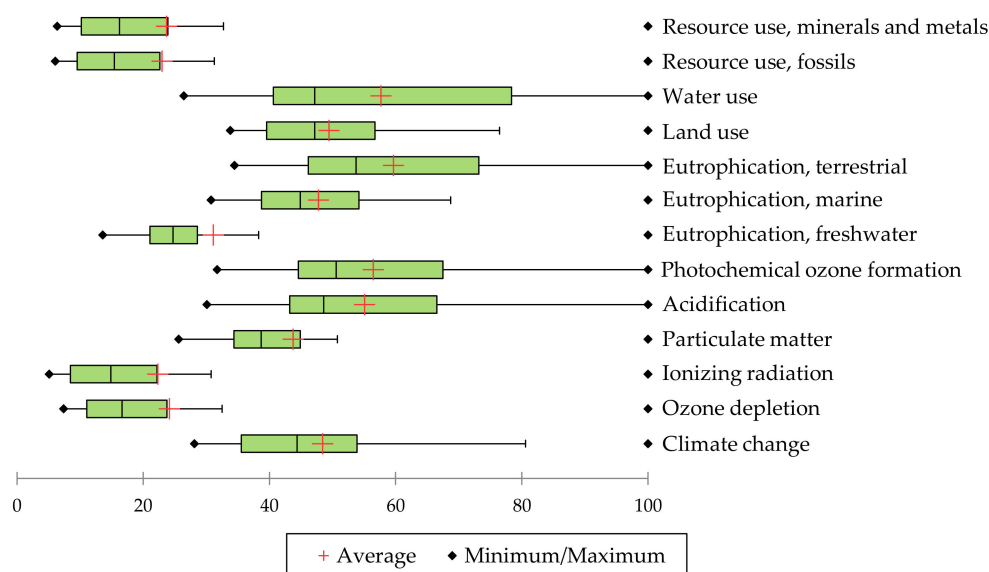 Resource use, minerals and metals
Resource use, fossils
Water use
Land use
Eutrophication, terrestrial
Eutrophication, marine
Eutrophication, freshwater
Photochemical ozone formation
Acidification
Particulate matter
Ionizing radiation
Ozone depletion
Climate change
0 20 40 60 80 100
Average Minimum/Maximum